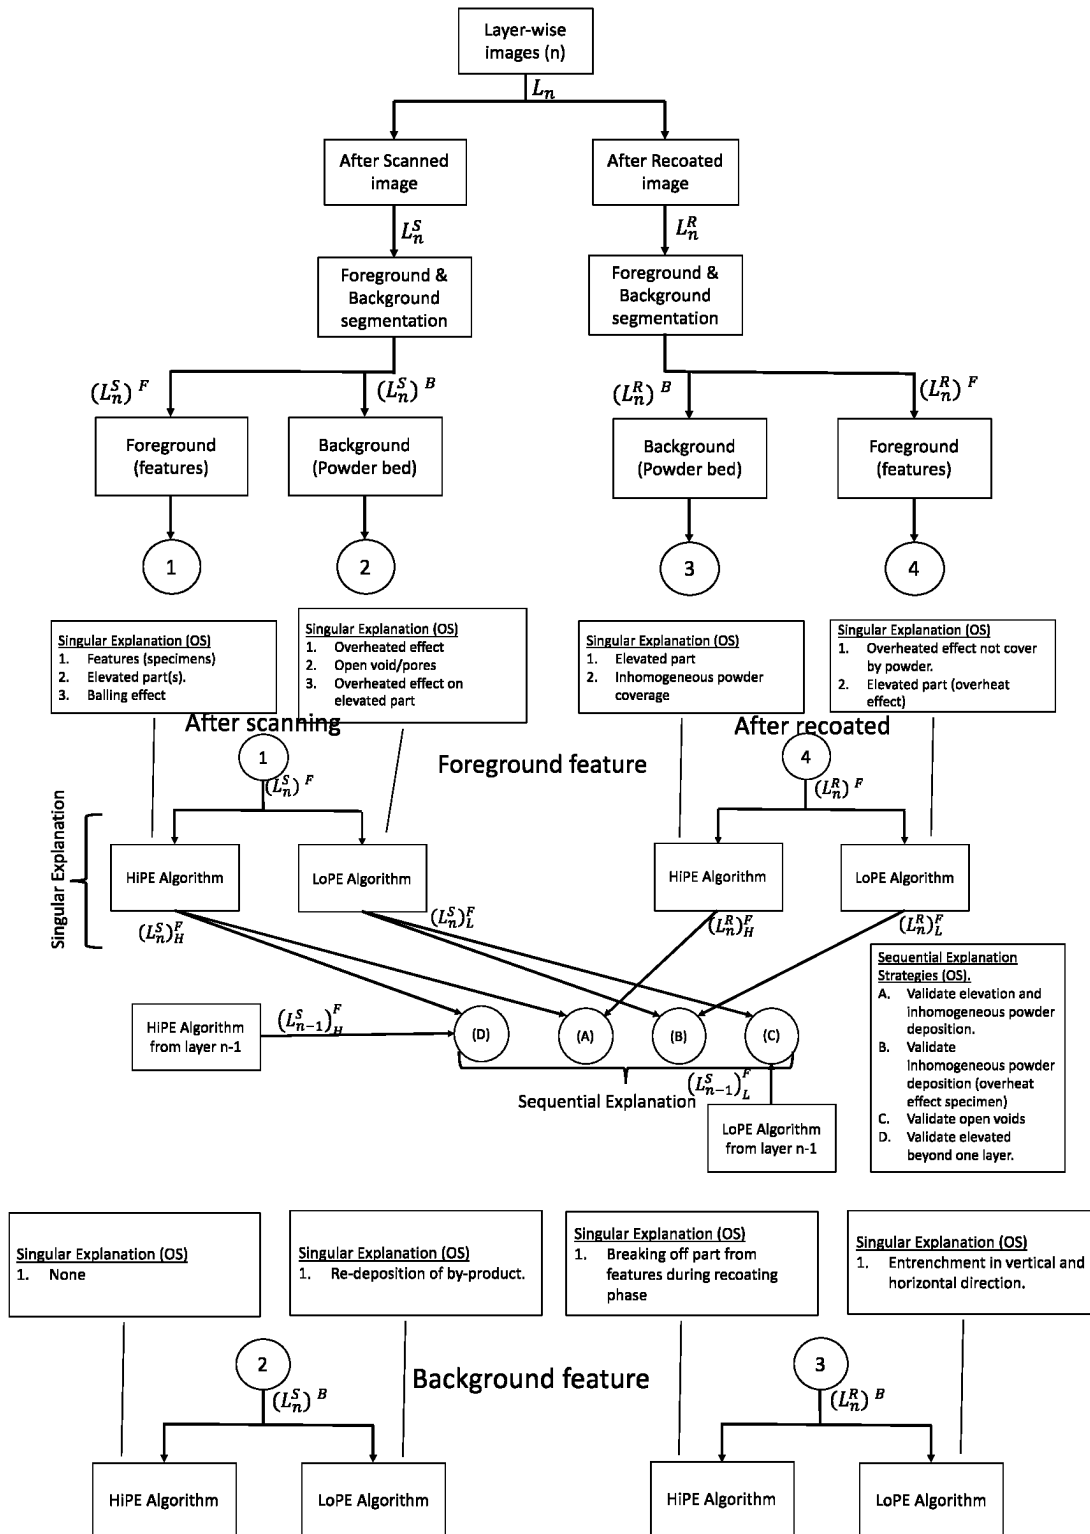 Layer-wise
images (n)
L_n
After Scanned
image
After Recoated
image
L_n^S
L_n^R
Foreground &
Background
segmentation
Foreground &
Background
segmentation
(L_n^S)^F
(L_n^S)^B
(L_n^R)^B
(L_n^R)^F
Foreground
(features)
Background
(Powder bed)
Background
(Powder bed)
Foreground
(features)
1
2
3
4
Singular Explanation (OS)
1. Features (specimens)
2. Elevated part(s).
3. Balling effect
Singular Explanation (OS)
1. Overheated effect
2. Open void/pores
3. Overheated effect on
elevated part
Singular Explanation (OS)
1. Elevated part
2. Inhomogeneous powder
coverage
Singular Explanation (OS)
1. Overheated effect not cover
by powder.
2. Elevated part (overheat
effect)
After scanning
After recoated
1
Foreground feature
4
(L_n^S)^F
(L_n^R)^F
Singular Explanation
HiPE Algorithm
LoPE Algorithm
HiPE Algorithm
LoPE Algorithm
(L_n^S)_H^F
(L_n^S)_L^F
(L_n^R)_H^F
(L_n^R)_L^F
Sequential Explanation
Strategies (OS).
A. Validate elevation and
inhomogeneous powder
deposition.
B. Validate
inhomogeneous powder
deposition (overheat
effect specimen)
C. Validate open voids
D. Validate elevated
beyond one layer.
HiPE Algorithm
from layer n-1
(L_{n-1}^S)_H^F
(D)
(A)
(B)
(C)
Sequential Explanation
(L_{n-1}^S)_L^F
LoPE Algorithm
from layer n-1
Singular Explanation (OS)
1. None
Singular Explanation (OS)
1. Re-deposition of by-product.
Singular Explanation (OS)
1. Breaking off part from
features during recoating
phase
Singular Explanation (OS)
1. Entrenchment in vertical and
horizontal direction.
2
Background feature
3
(L_n^S)^B
(L_n^R)^B
HiPE Algorithm
LoPE Algorithm
HiPE Algorithm
LoPE Algorithm